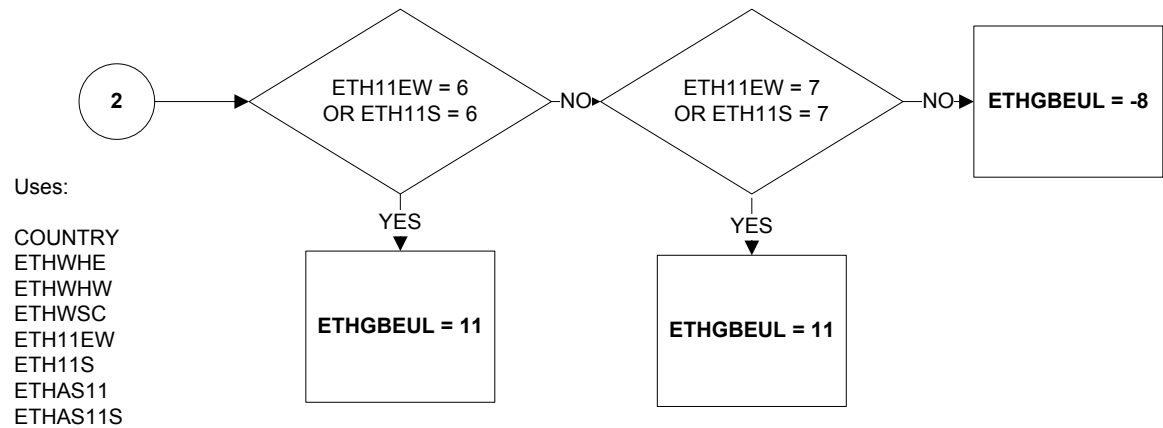 2
ETH11EW = 6
OR ETH11S = 6
NO
ETH11EW = 7
OR ETH11S = 7
NO
ETHGBEUL = -8
YES
ETHGBEUL = 11
YES
ETHGBEUL = 11
Uses:
COUNTRY
ETHWHE
ETHWHW
ETHWSC
ETH11EW
ETH11S
ETHAS11
ETHAS11S